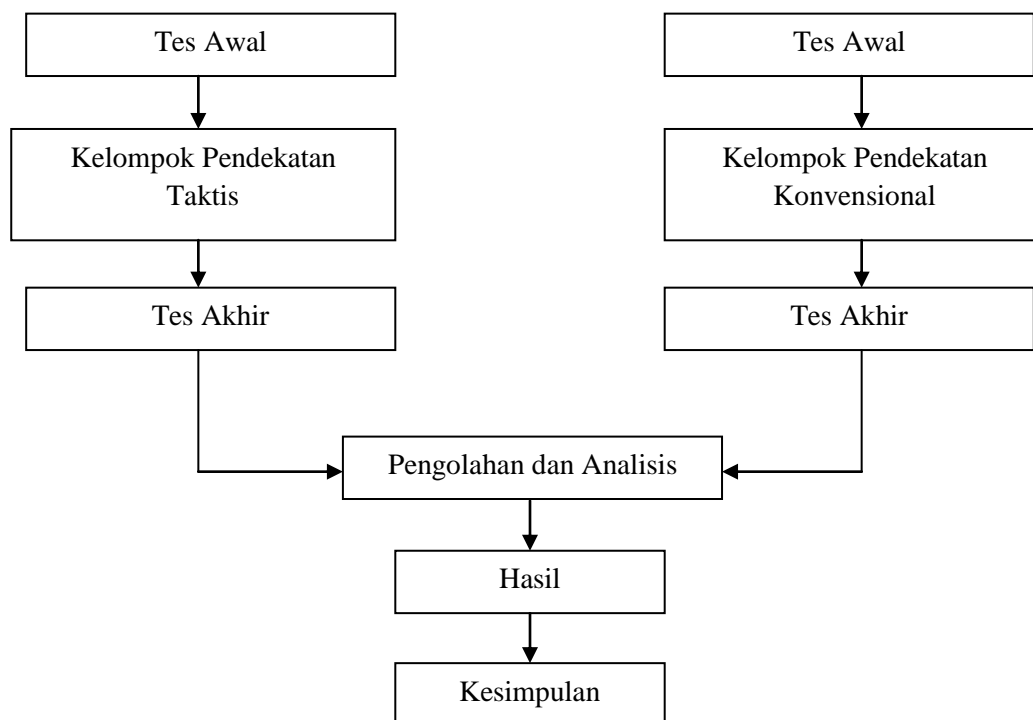 Tes Awal
Tes Awal
Kelompok Pendekatan
Taktis
Kelompok Pendekatan
Konvensional
Tes Akhir
Tes Akhir
Pengolahan dan Analisis
Hasil
Kesimpulan